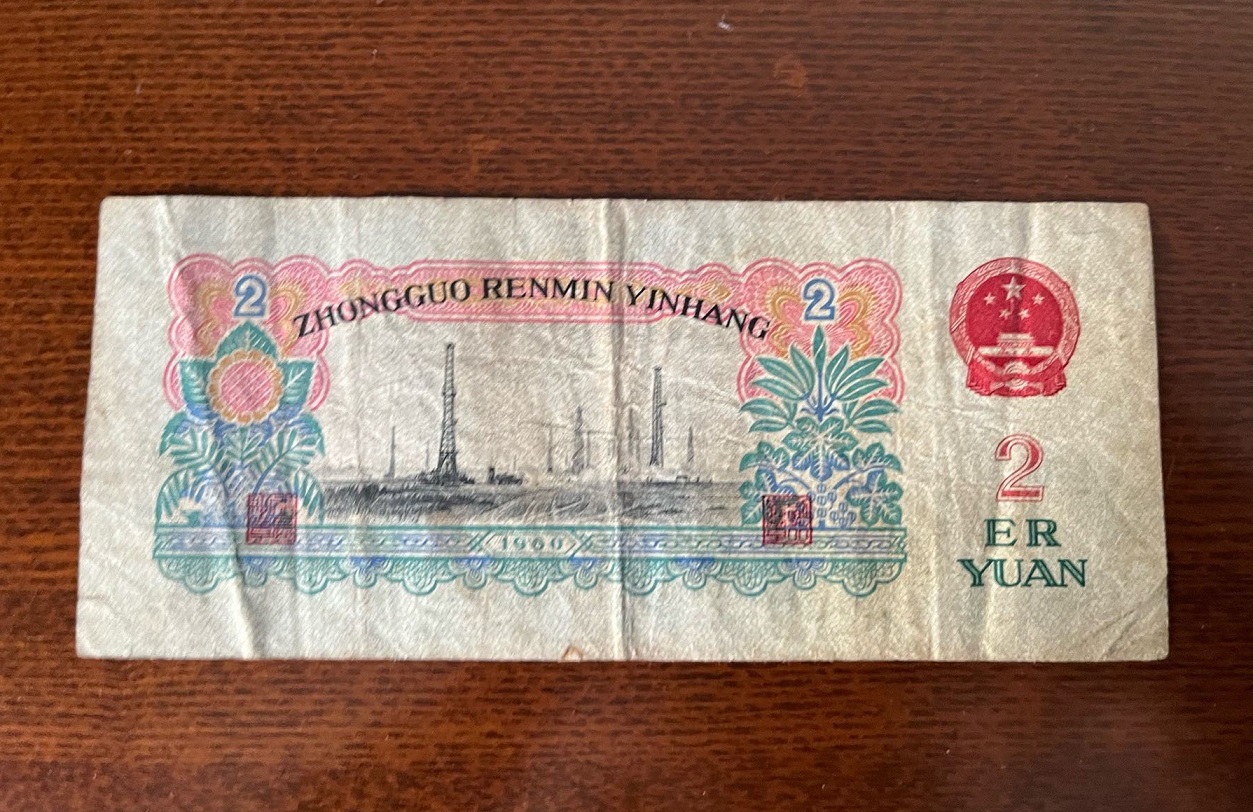 2
ZHONGGUO RENMIN YINHANG
2
1960
2
ER
YUAN